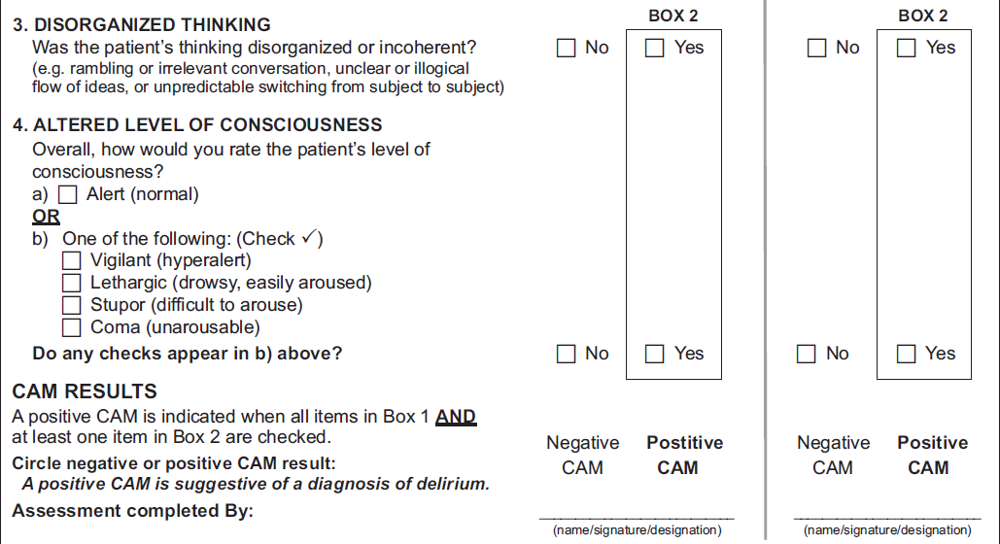 BOX 2 BOX 2
3. DISORGANIZED THINKING
Was the patient's thinking disorganized or incoherent? No Yes No Yes
(e.g. rambling or irrelevant conversation, unclear or illogical
flow of ideas, or unpredictable switching from subject to subject)
4. ALTERED LEVEL OF CONSCIOUSNESS
Overall, how would you rate the patient's level of
consciousness?
a) Alert (normal)
OR
b) One of the following: (Check ✓)
Vigilant (hyperalert)
Lethargic (drowsy, easily aroused)
Stupor (difficult to arouse)
Coma (unarousable)
Do any checks appear in b) above? No Yes No Yes
CAM RESULTS
A positive CAM is indicated when all items in Box 1 AND
at least one item in Box 2 are checked.
Negative Postitive Negative Positive
Circle negative or positive CAM result: CAM CAM CAM CAM
A positive CAM is suggestive of a diagnosis of delirium.
Assessment completed By:
(name/signature/designation) (name/signature/designation)